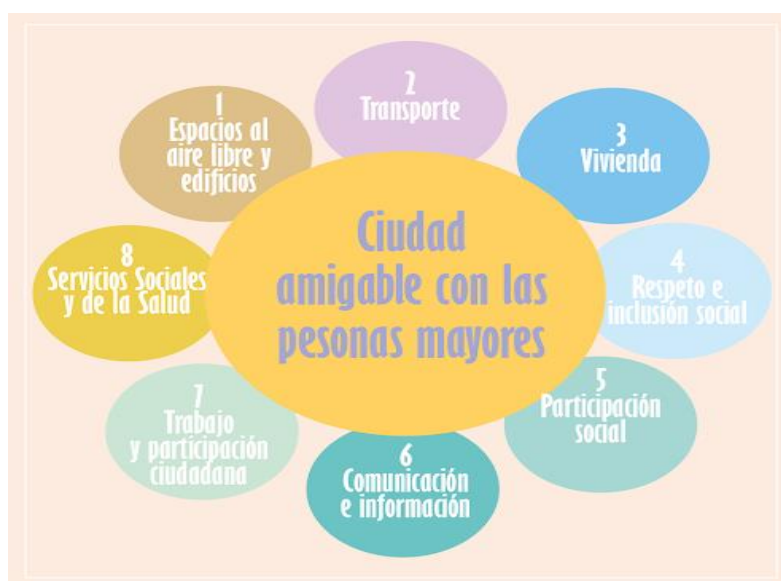 1
Espacios al
aire libre y
edificios
2
Transporte
3
Vivienda
4
Respeto e
inclusión social
5
Participación
social
6
Comunicación
e información
7
Trabajo
y participación
ciudadana
8
Servicios Sociales
y de la Salud
Ciudad
amigable con las
pesonas mayores